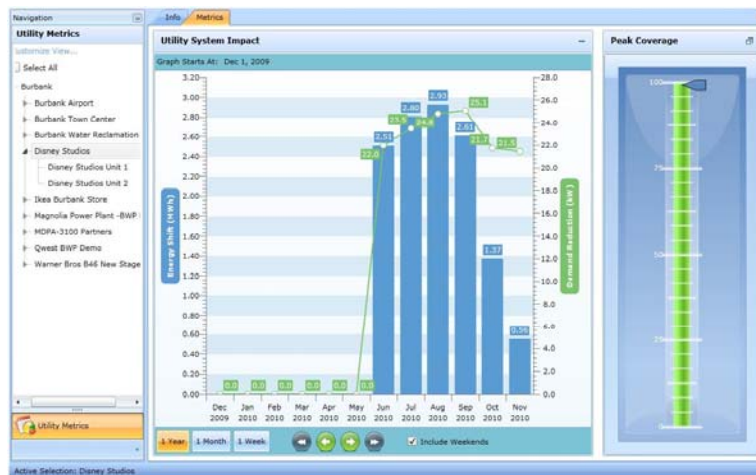 Navigation
Info
Metrics
Utility Metrics
Customize View...
Select All
Burbank
Burbank Airport
Burbank Town Center
Burbank Water Reclamation
Disney Studios
Disney Studios Unit 1
Disney Studios Unit 2
Ikea Burbank Store
Magnolia Power Plant -BWP
MDPA-3100 Partners
Qwest BWP Demo
Warner Bros B46 New Stage
Utility Metrics
Utility System Impact
Graph Starts At: Dec 1, 2009
Energy Shift (MWh)
3.20
3.00
2.80
2.60
2.40
2.20
2.00
1.80
1.60
1.40
1.20
1.00
0.80
0.60
0.40
0.20
0.00
0.0 0.0 0.0 0.0 0.0 0.0
2.51 2.80 2.93 2.61 1.37 0.56
22.0 23.5 24.8 25.1 21.7 21.5
28.0
26.0
24.0
22.0
20.0
18.0
16.0
14.0
12.0
10.0
8.0
6.0
4.0
2.0
0.0
Demand Reduction (kW)
Dec Jan Feb Mar Apr May Jun Jul Aug Sep Oct Nov
2009 2010 2010 2010 2010 2010 2010 2010 2010 2010 2010 2010
1 Year 1 Month 1 Week
Include Weekends
Peak Coverage
100
75
50
25
0
Active Selection: Disney Studios